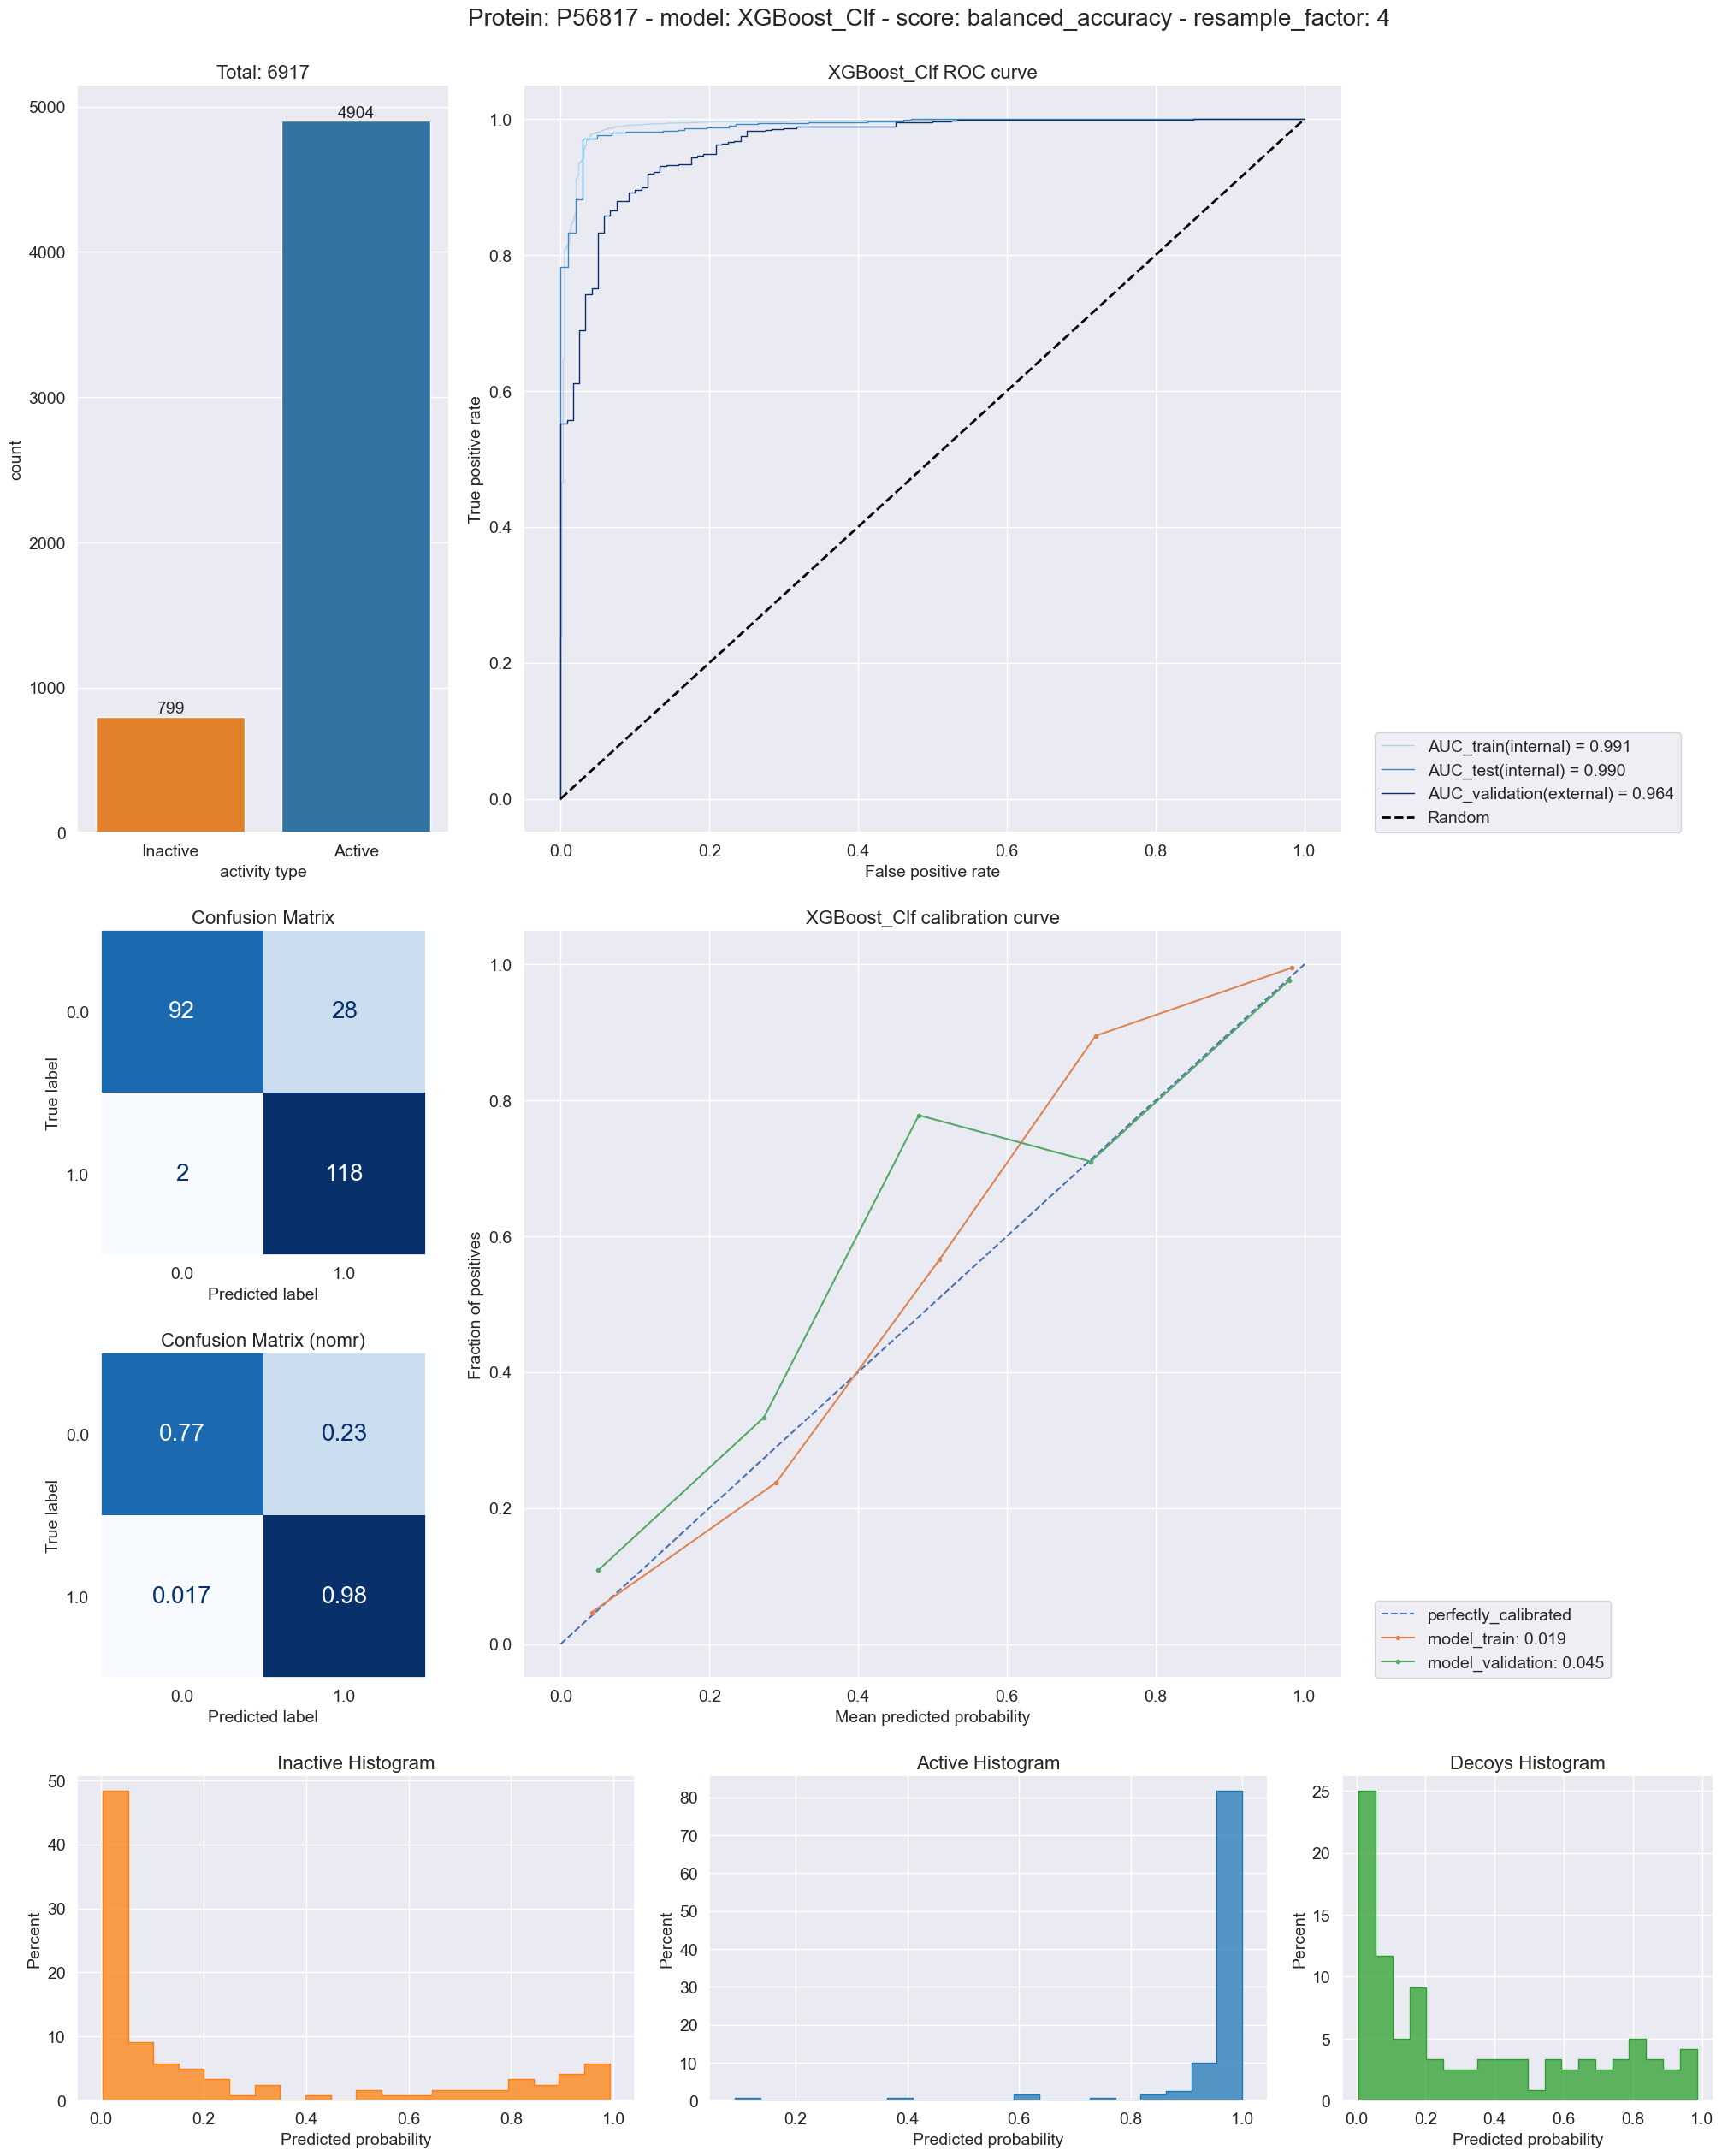 Protein: P56817 - model: XGBoost_Clf - score: balanced_accuracy - resample_factor: 4
Total: 6917
5000
4000
3000
2000
1000
0
count
799
4904
Inactive
Active
activity type
XGBoost_Clf ROC curve
1.0
0.8
0.6
0.4
0.2
0.0
True positive rate
0.0 0.2 0.4 0.6 0.8 1.0
False positive rate
AUC_train(internal) = 0.991
AUC_test(internal) = 0.990
AUC_validation(external) = 0.964
Random
Confusion Matrix
True label
0.0
92 28
1.0
2 118
0.0 1.0
Predicted label
Confusion Matrix (nomr)
True label
0.0
0.77 0.23
1.0
0.017 0.98
0.0 1.0
Predicted label
XGBoost_Clf calibration curve
1.0
0.8
0.6
0.4
0.2
0.0
Fraction of positives
0.0 0.2 0.4 0.6 0.8 1.0
Mean predicted probability
perfectly_calibrated
model_train: 0.019
model_validation: 0.045
Inactive Histogram
50
40
30
20
10
0
Percent
0.0 0.2 0.4 0.6 0.8 1.0
Predicted probability
Active Histogram
80
70
60
50
40
30
20
10
0
Percent
0.2 0.4 0.6 0.8 1.0
Predicted probability
Decoys Histogram
25
20
15
10
5
0
Percent
0.0 0.2 0.4 0.6 0.8 1.0
Predicted probability